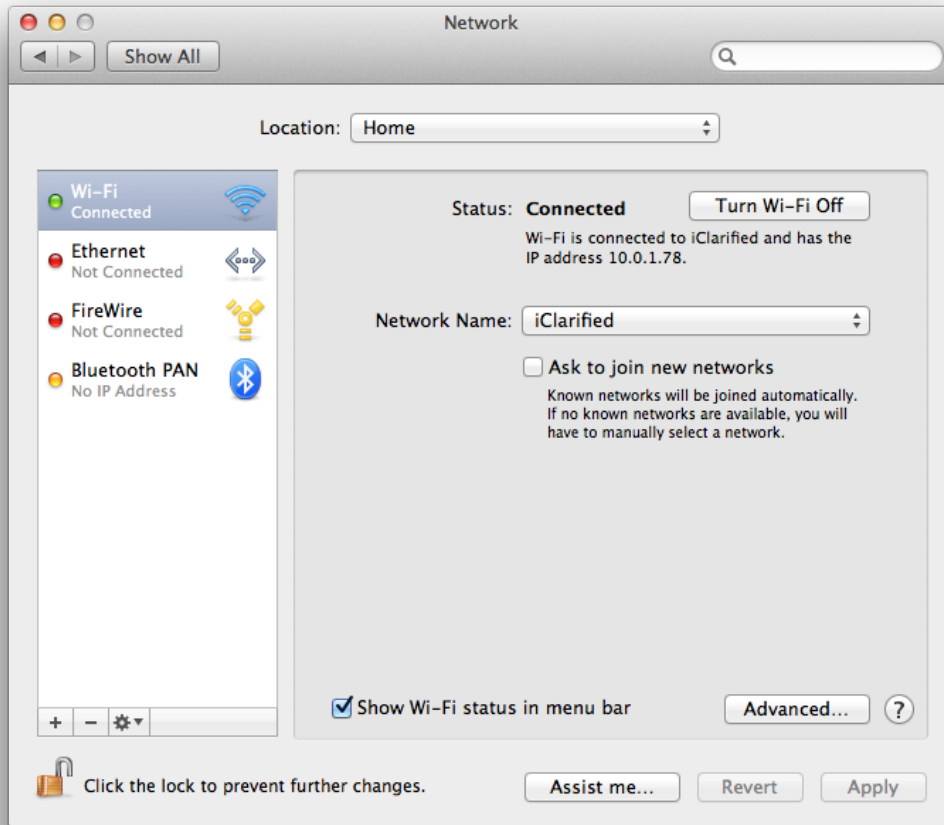 Network
Show All
Location: Home
Wi-Fi
Connected
Ethernet
Not Connected
FireWire
Not Connected
Bluetooth PAN
No IP Address
Status: Connected
Turn Wi-Fi Off
Wi-Fi is connected to iClarified and has the
IP address 10.0.1.78.
Network Name: iClarified
Ask to join new networks
Known networks will be joined automatically.
If no known networks are available, you will
have to manually select a network.
Show Wi-Fi status in menu bar
Advanced...
?
Click the lock to prevent further changes.
Assist me...
Revert
Apply